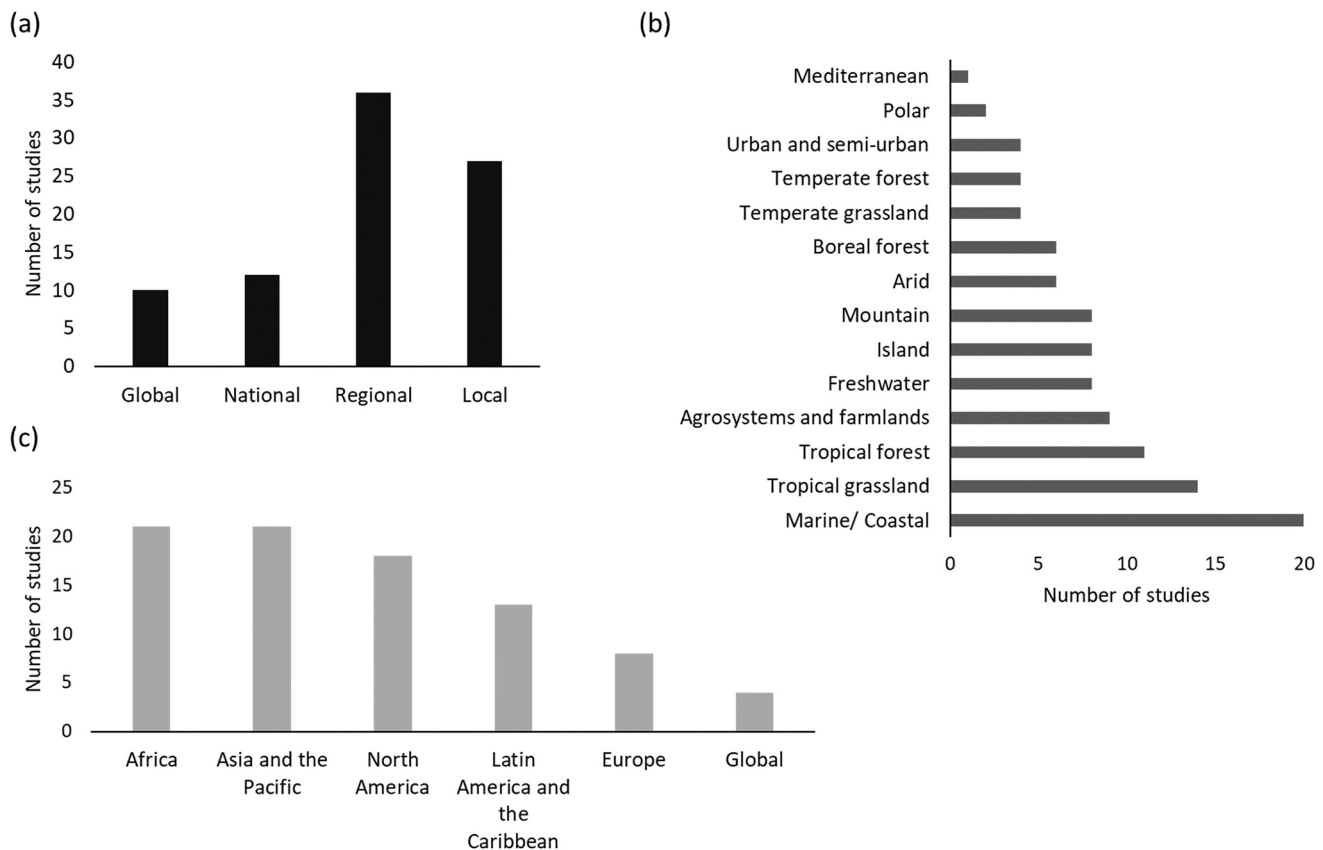 (a)
40
35
30
25
20
15
10
5
0
Number of studies
Global
National
Regional
Local
(b)
Mediterranean
Polar
Urban and semi-urban
Temperate forest
Temperate grassland
Boreal forest
Arid
Mountain
Island
Freshwater
Agrosystems and farmlands
Tropical forest
Tropical grassland
Marine/ Coastal
0
5
10
15
20
Number of studies
(c)
25
20
15
10
5
0
Number of studies
Africa
Asia and the
Pacific
North
America
Latin
America and
the
Caribbean
Europe
Global